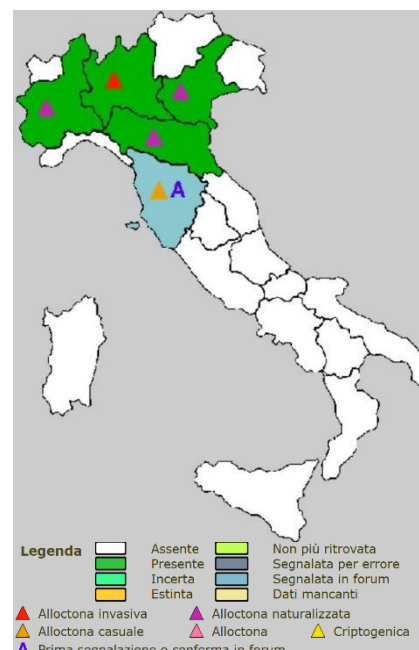 A
Legenda
Assente Non più ritrovata
Presente Segnalata per errore
Incerta Segnalata in forum
Estinta Dati mancanti
Alloctona invasiva Alloctona naturalizzata
Alloctona casuale Alloctona Criptogenica
A Prima segnalazione o conferma in forum